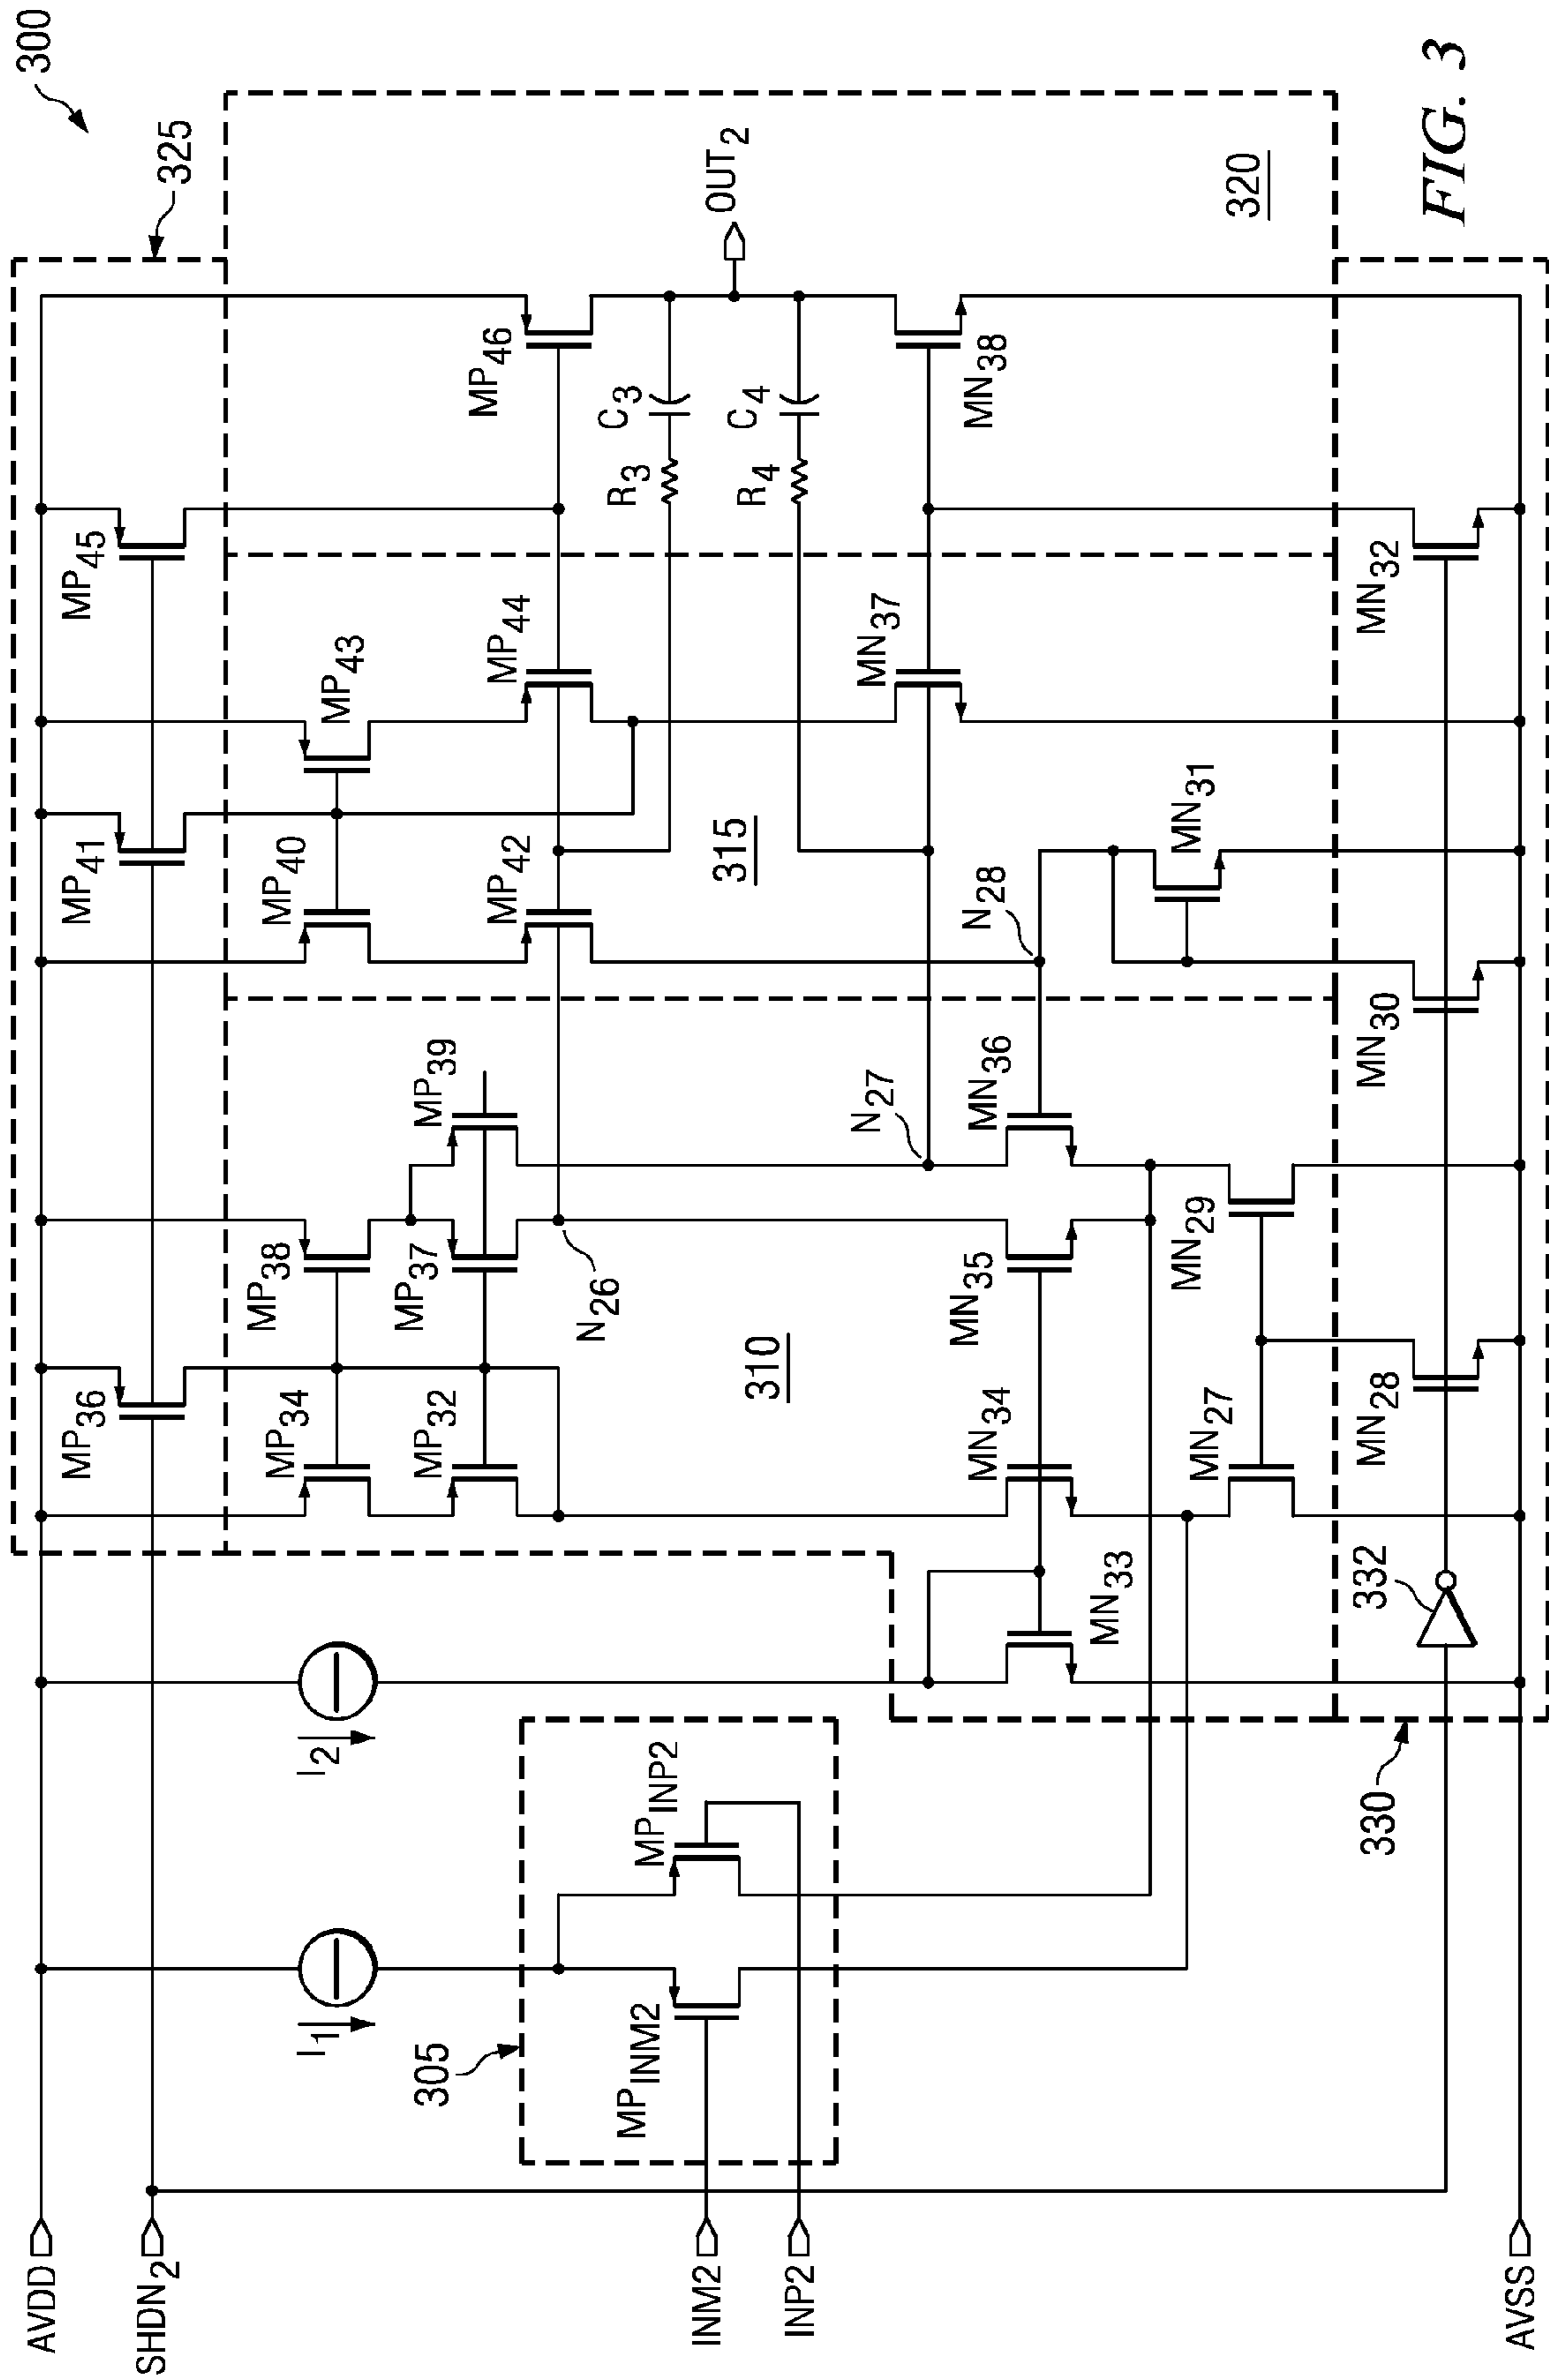 300
325
AVDD
SHDN2
MP36
MP41
MP45
I1
I2
MP34
MP38
MP40
MP43
MP32
MP37
MP39
MP42
MP44
MP46
305
MPINM2
MPINP2
N26
310
315
R3
C3
R4
C4
OUT2
INM2
INP2
N27
MN37
MN38
N28
MN33
MN34
MN35
MN36
MN31
320
MN27
MN29
332
MN28
MN30
MN32
330
AVSS
FIG. 3